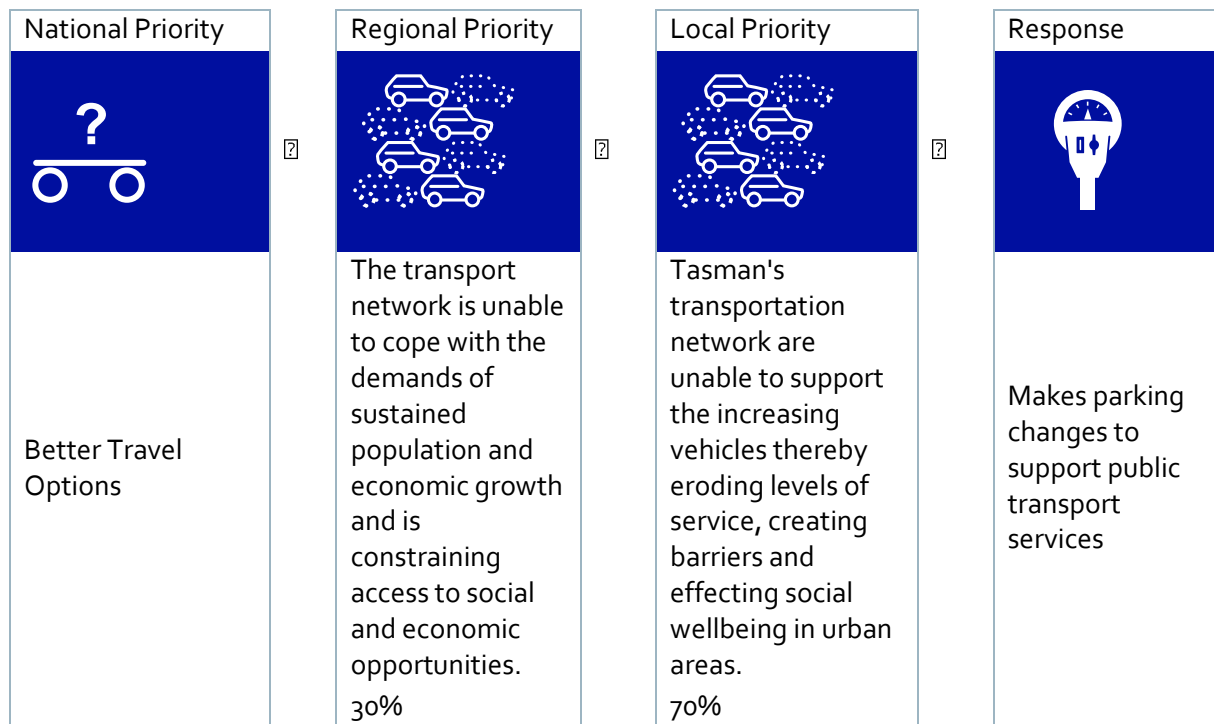 National Priority
?
Better Travel
Options
Regional Priority
The transport
network is unable
to cope with the
demands of
sustained
population and
economic growth
and is
constraining
access to social
and economic
opportunities.
30%
Local Priority
Tasman's
transportation
network are
unable to support
the increasing
vehicles thereby
eroding levels of
service, creating
barriers and
effecting social
wellbeing in urban
areas.
70%
Response
Makes parking
changes to
support public
transport
services